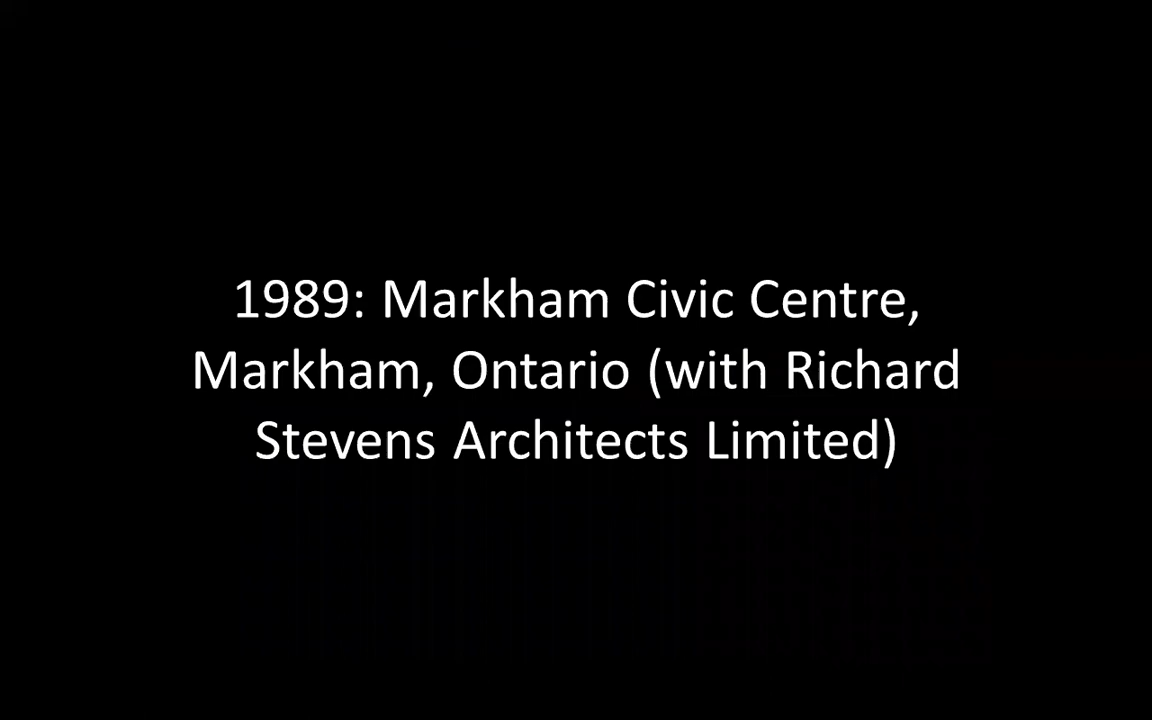 1989: Markham Civic Centre,
Markham, Ontario (with Richard
Stevens Architects Limited)